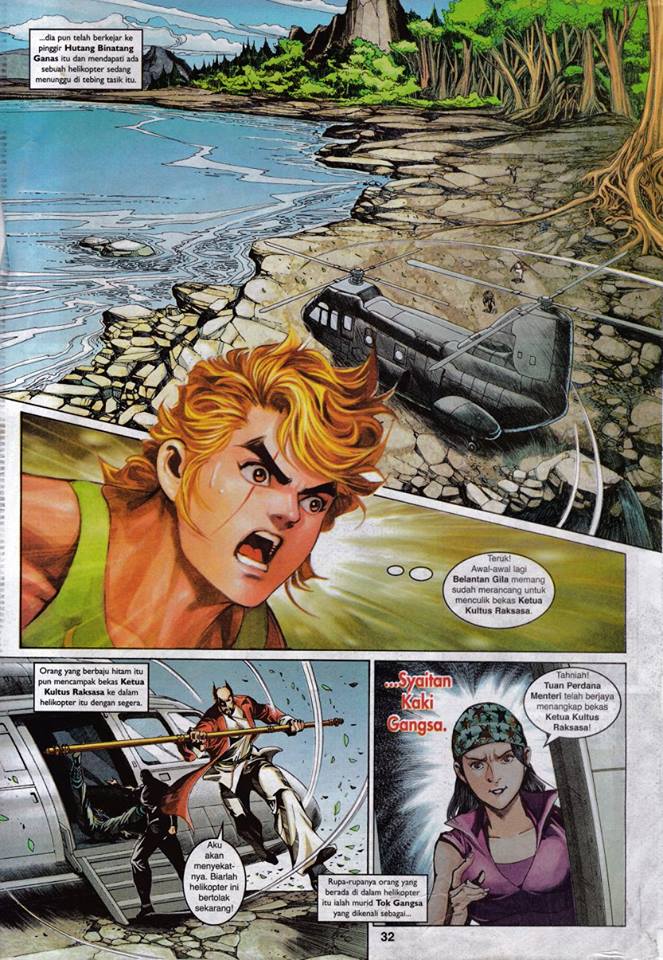 ...dia pun telah berkejar ke
pinggir Hutang Binatang
Ganas itu dan mendapati ada
sebuah helikopter sedang
menunggu di tebing tasik itu.
Teruk!
Awal-awal lagi
Belantan Gila memang
sudah merancang untuk
menculik bekas Ketua
Kultus Raksasa.
Orang yang berbaju hitam itu
pun mencampak bekas Ketua
Kultus Raksasa ke dalam
helikopter itu dengan segera.
Aku
akan
menyekat-
nya. Biarlah
helikopter ini
bertolak
sekarang!
Rupa-rupanya orang yang
berada di dalam helikopter
itu ialah murid Tok Gangsa
yang dikenali sebagai...
...Syaitan
Kaki
Gangsa.
Tahniah!
Tuan Perdana
Menteri telah berjaya
menangkap bekas
Ketua Kultus
Raksasa!
32